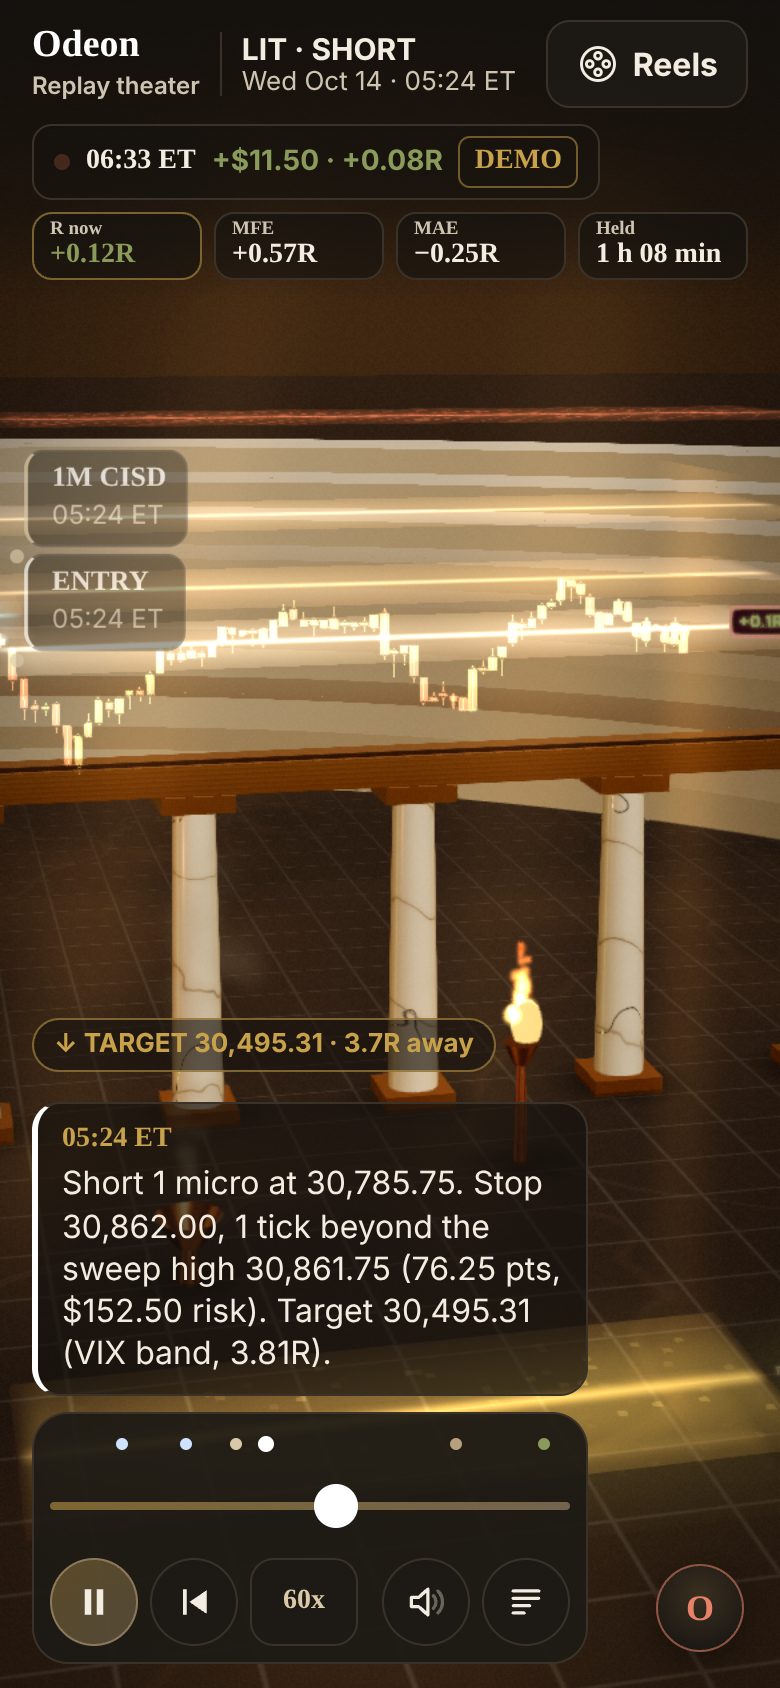 Odeon
Replay theater
LIT · SHORT
Wed Oct 14 · 05:24 ET
Reels
06:33 ET +$11.50 · +0.08R DEMO
R now
+0.12R
MFE
+0.57R
MAE
−0.25R
Held
1 h 08 min
1M CISD
05:24 ET
ENTRY
05:24 ET
+0.1R
↓ TARGET 30,495.31 · 3.7R away
05:24 ET
Short 1 micro at 30,785.75. Stop
30,862.00, 1 tick beyond the
sweep high 30,861.75 (76.25 pts,
$152.50 risk). Target 30,495.31
(VIX band, 3.81R).
60x
O